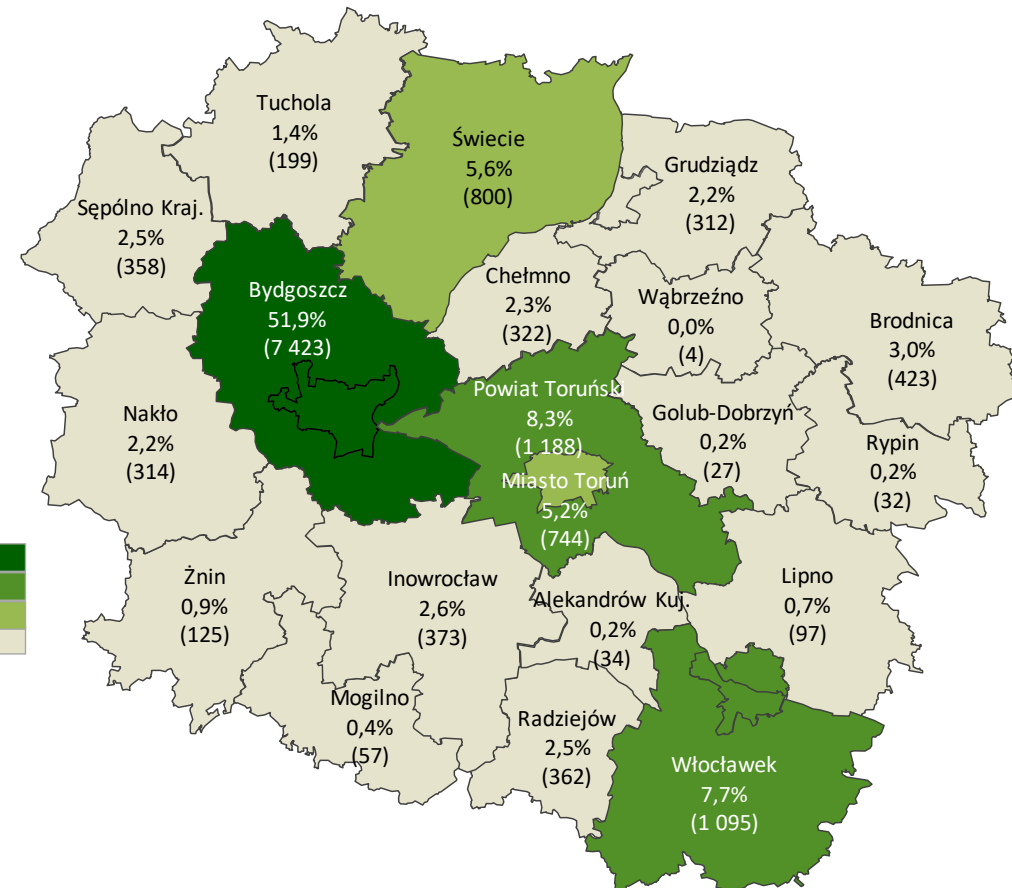 Tuchola
1,4%
(199)
Świecie
5,6%
(800)
Grudziądz
2,2%
(312)
Sępólno Kraj.
2,5%
(358)
Bydgoszcz
51,9%
(7 423)
Chełmno
2,3%
(322)
Wąbrzeźno
0,0%
(4)
Brodnica
3,0%
(423)
Nakło
2,2%
(314)
Powiat Toruński
8,3%
(1 188)
Golub-Dobrzyń
0,2%
(27)
Rypin
0,2%
(32)
Miasto Toruń
5,2%
(744)
Żnin
0,9%
(125)
Inowrocław
2,6%
(373)
Alekandrów Kuj.
0,2%
(34)
Lipno
0,7%
(97)
Mogilno
0,4%
(57)
Radziejów
2,5%
(362)
Włocławek
7,7%
(1 095)